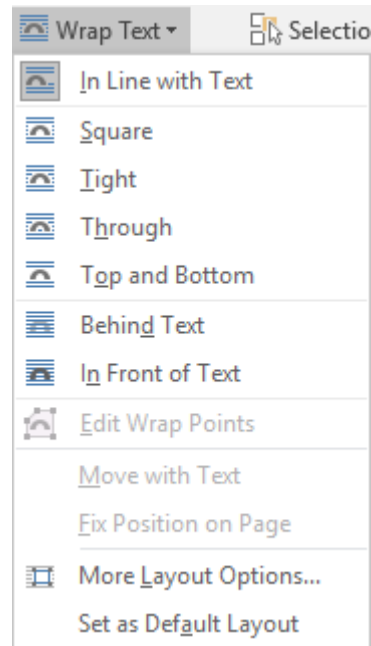 Wrap Text Selectio
In Line with Text
Square
Tight
Through
Top and Bottom
Behind Text
In Front of Text
Edit Wrap Points
Move with Text
Fix Position on Page
More Layout Options...
Set as Default Layout